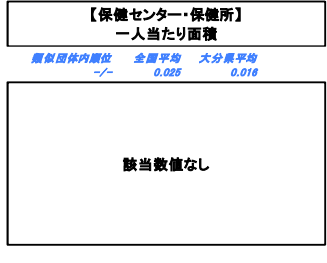 【保健センター・保健所】
一人当たり面積
類似団体内順位 全国平均 大分県平均
-/- 0.025 0.016
該当数値なし